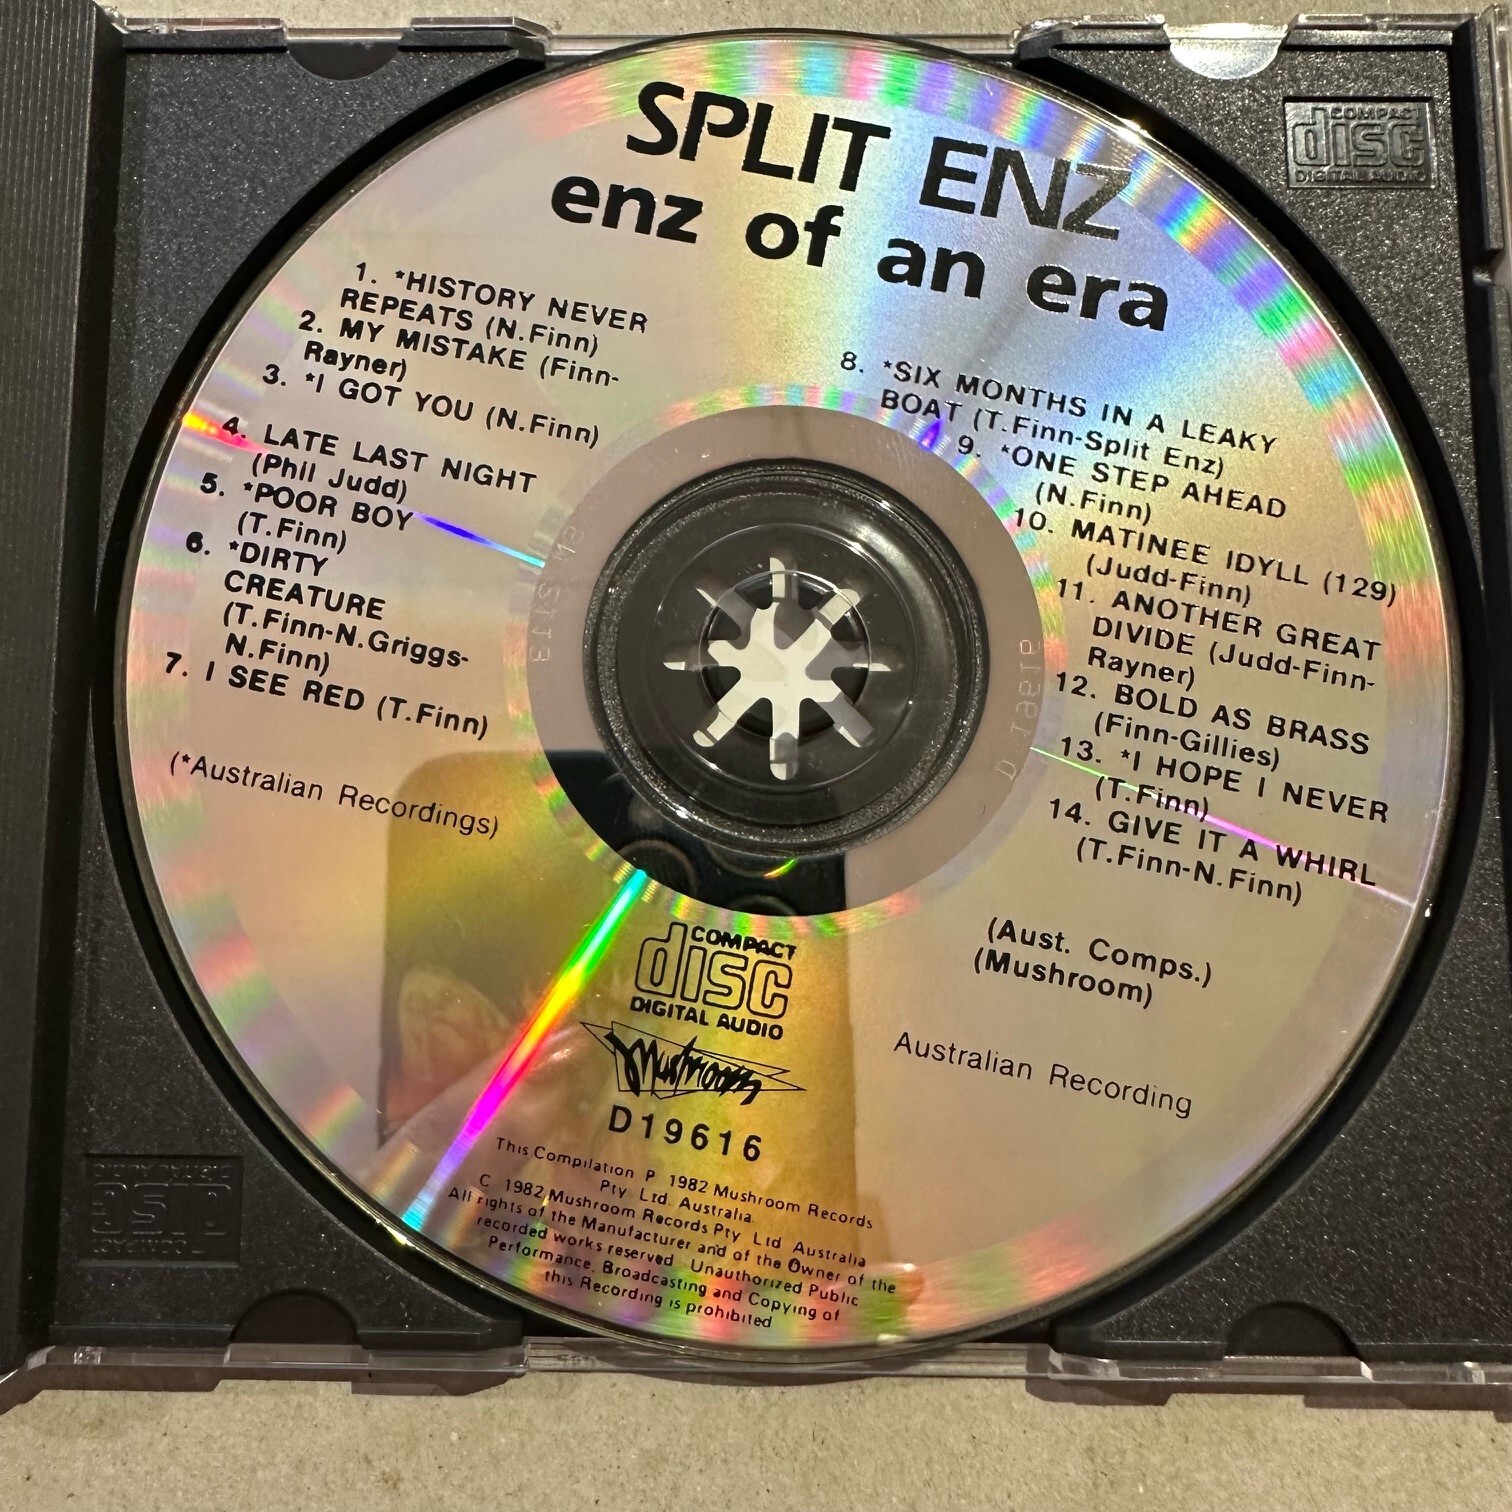 SPLIT ENZ
enz of an era
1. *HISTORY NEVER
REPEATS (N.Finn)
2. MY MISTAKE (Finn-
Rayner)
3. *I GOT YOU (N.Finn)
4. LATE LAST NIGHT
(Phil Judd)
5. *POOR BOY
(T.Finn)
6. *DIRTY
CREATURE
(T.Finn-N.Griggs-
N.Finn)
7. I SEE RED (T.Finn)
(*Australian Recordings)
8. *SIX MONTHS IN A LEAKY
BOAT (T.Finn-Split Enz)
9. *ONE STEP AHEAD
(N.Finn)
10. MATINEE IDYLL (129)
(Judd-Finn)
11. ANOTHER GREAT
DIVIDE (Judd-Finn-
Rayner)
12. BOLD AS BRASS
(Finn-Gillies)
13. *I HOPE I NEVER
(T.Finn)
14. GIVE IT A WHIRL
(T.Finn-N.Finn)
(Aust. Comps.)
(Mushroom)
Australian Recording
COMPACT
disc
DIGITAL AUDIO
Mushroom
D19616
This Compilation P 1982 Mushroom Records
Pty. Ltd. Australia
C 1982 Mushroom Records Pty Ltd Australia
All rights of the Manufacturer and of the Owner of the
recorded works reserved Unauthorized Public
Performance, Broadcasting and Copying of
this Recording is prohibited
COMPACT
disc
DIGITAL AUDIO
COMPACT
disc
DIGITAL AUDIO